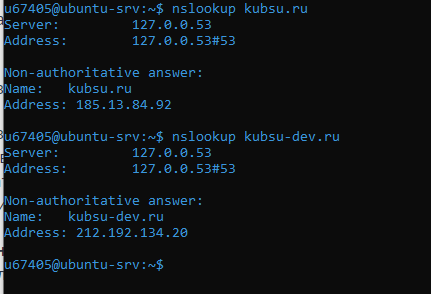 u67405@ubuntu-srv:~$ nslookup kubsu.ru
Server:         127.0.0.53
Address:        127.0.0.53#53

Non-authoritative answer:
Name:   kubsu.ru
Address: 185.13.84.92

u67405@ubuntu-srv:~$ nslookup kubsu-dev.ru
Server:         127.0.0.53
Address:        127.0.0.53#53

Non-authoritative answer:
Name:   kubsu-dev.ru
Address: 212.192.134.20

u67405@ubuntu-srv:~$